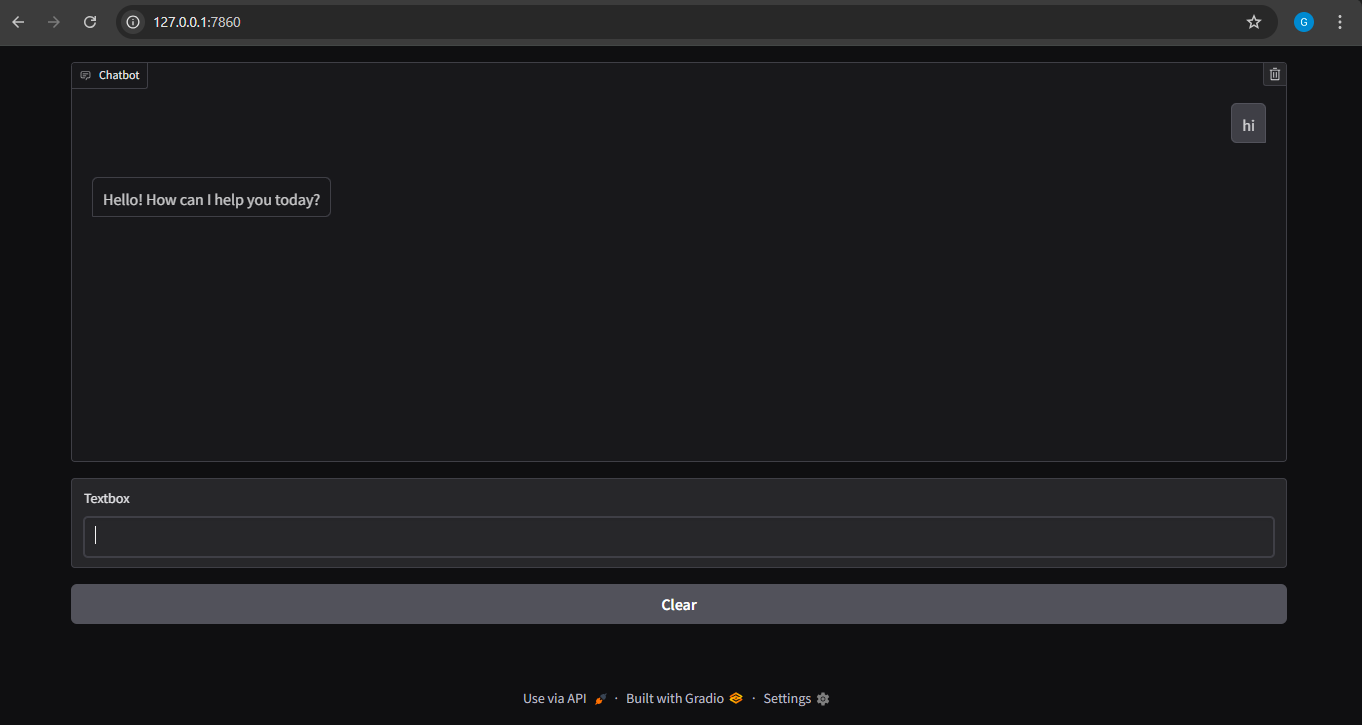 127.0.0.1:7860
G
Chatbot
hi
Hello! How can I help you today?
Textbox
Clear
Use via API · Built with Gradio · Settings